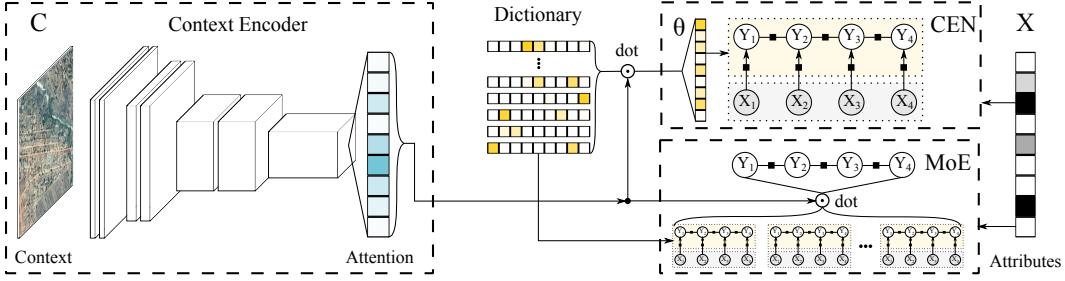 C
Context Encoder
Context
Attention
Dictionary
dot
θ
CEN
Y1 Y2 Y3 Y4
X1 X2 X3 X4
X
MoE
Y1 Y2 Y3 Y4
dot
Attributes